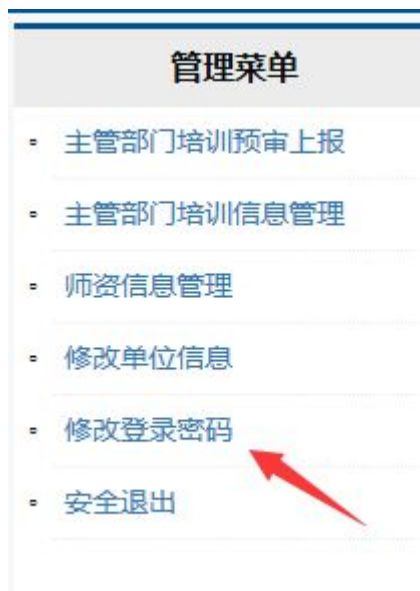 管理菜单
主管部门培训预审上报
主管部门培训信息管理
师资信息管理
修改单位信息
修改登录密码
安全退出